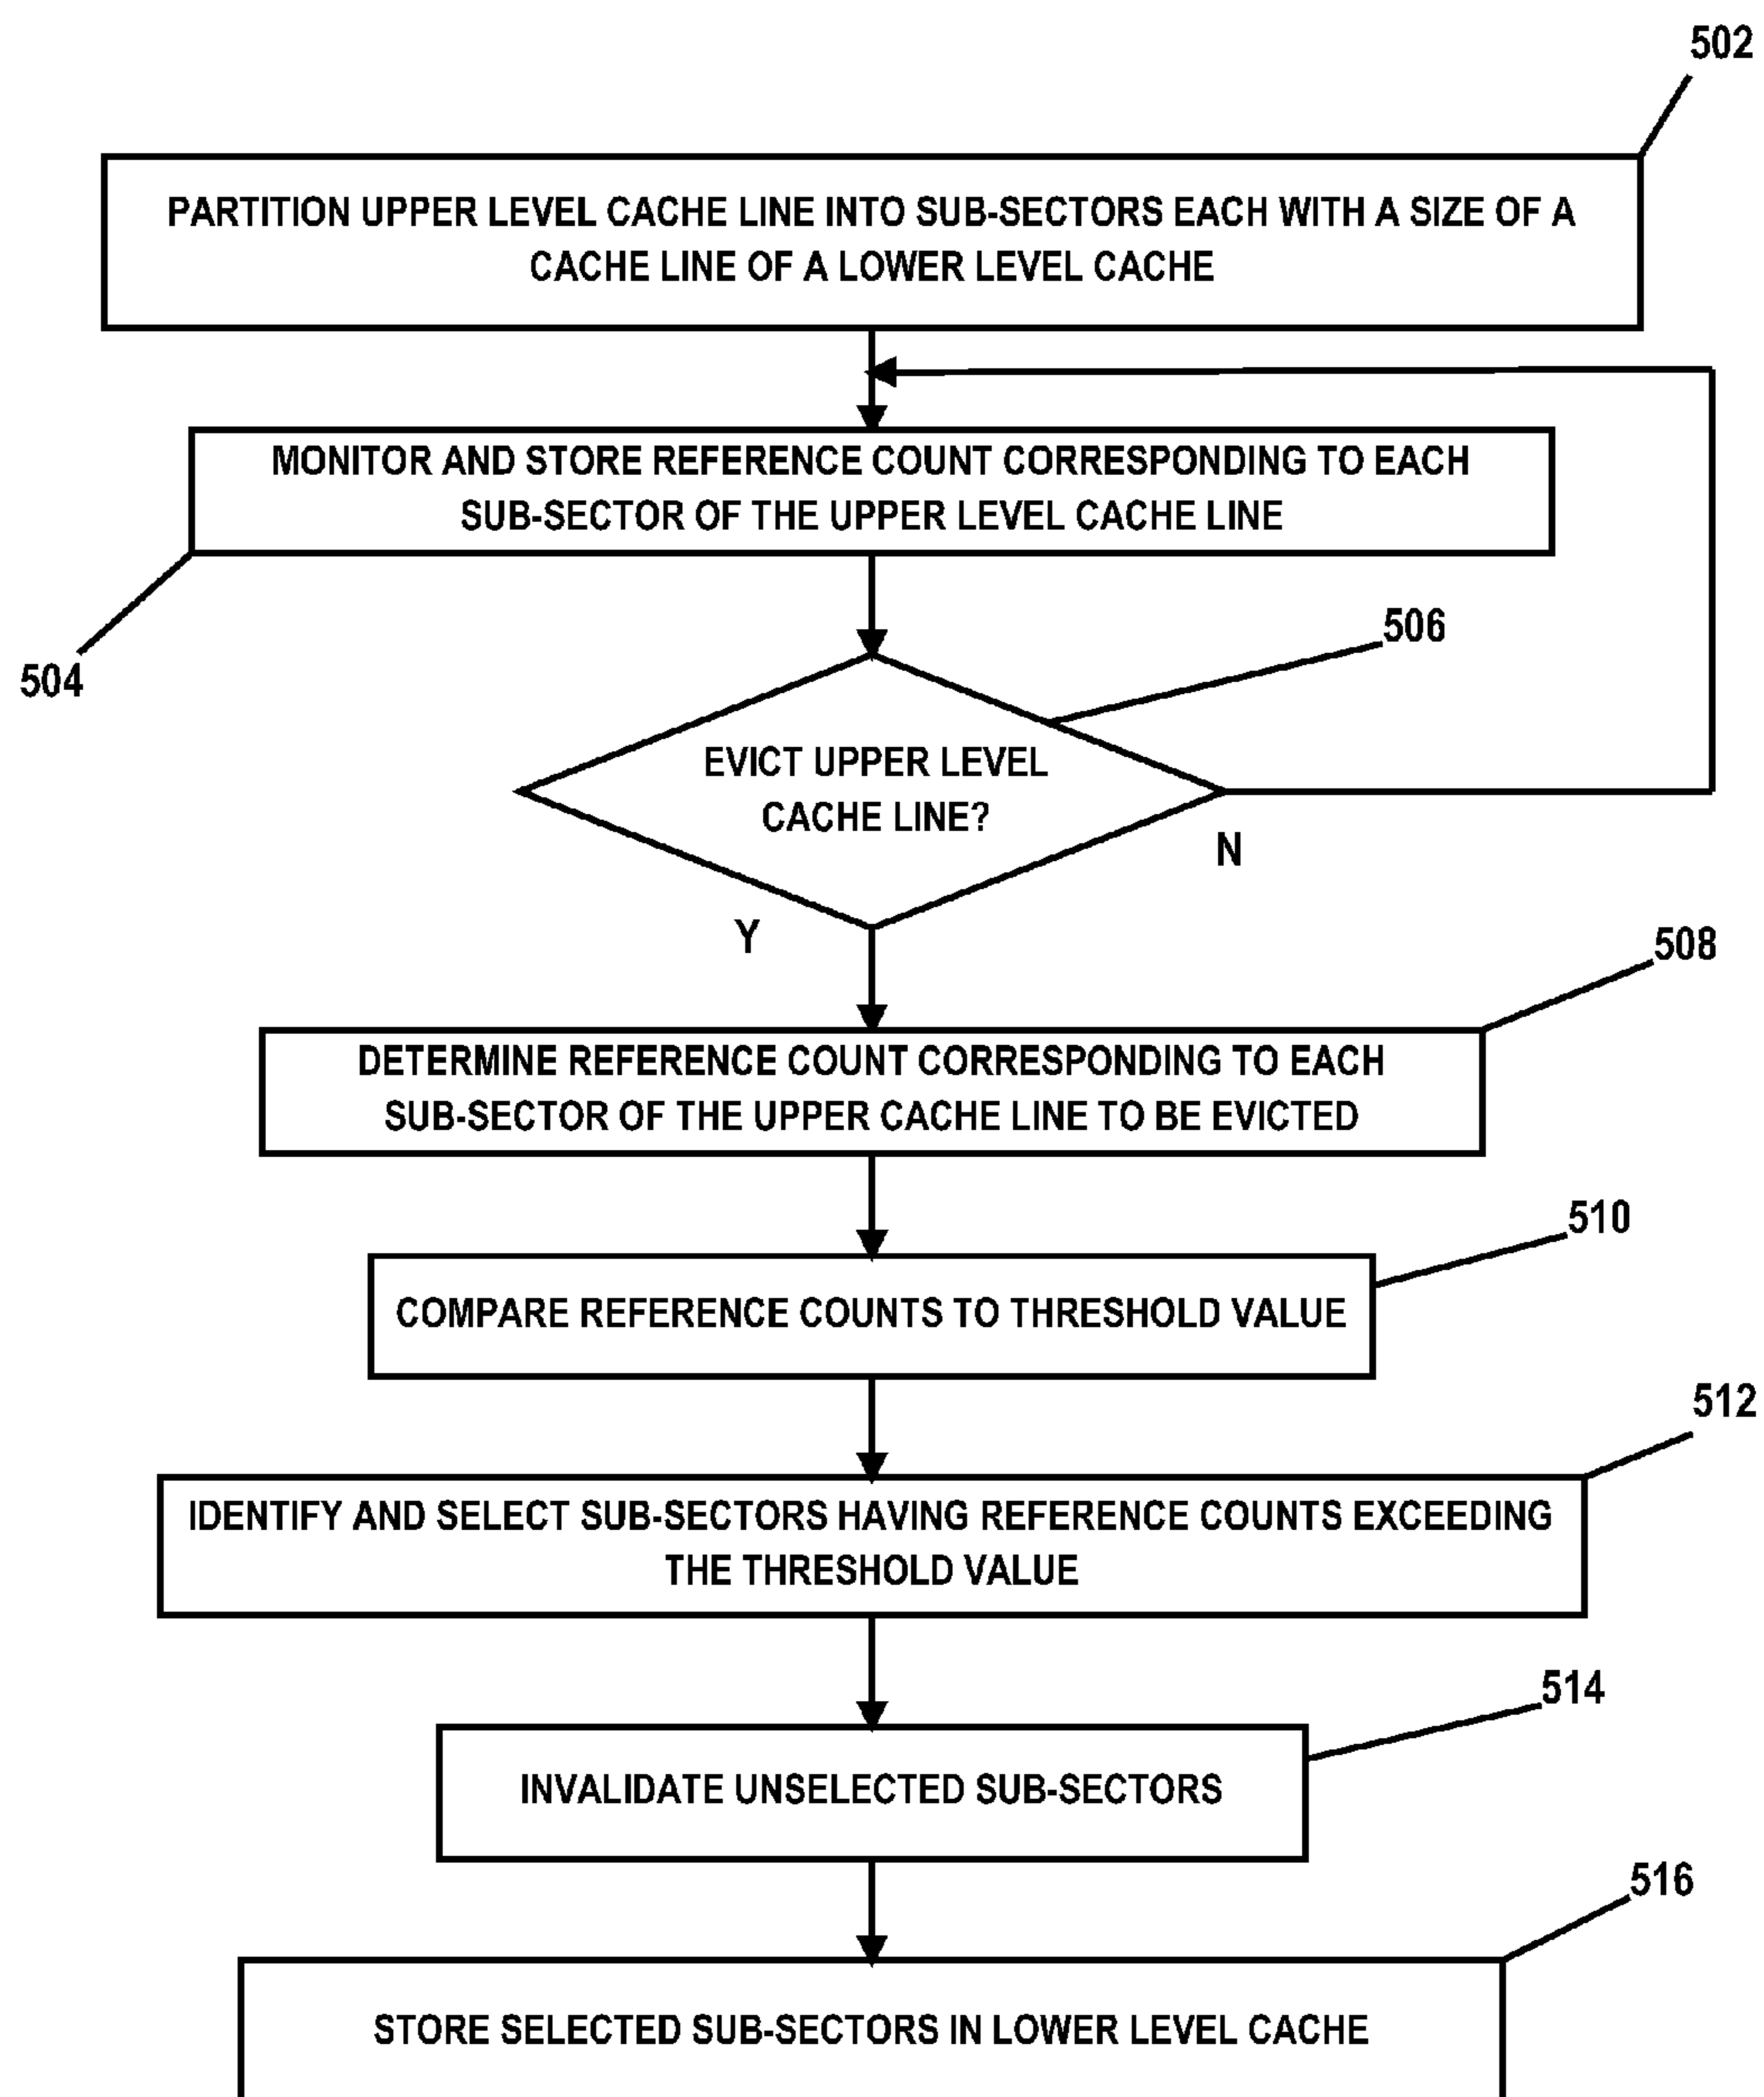 502
PARTITION UPPER LEVEL CACHE LINE INTO SUB-SECTORS EACH WITH A SIZE OF A
CACHE LINE OF A LOWER LEVEL CACHE
MONITOR AND STORE REFERENCE COUNT CORRESPONDING TO EACH
SUB-SECTOR OF THE UPPER LEVEL CACHE LINE
504
506
EVICT UPPER LEVEL
CACHE LINE?
N
Y
508
DETERMINE REFERENCE COUNT CORRESPONDING TO EACH
SUB-SECTOR OF THE UPPER CACHE LINE TO BE EVICTED
510
COMPARE REFERENCE COUNTS TO THRESHOLD VALUE
512
IDENTIFY AND SELECT SUB-SECTORS HAVING REFERENCE COUNTS EXCEEDING
THE THRESHOLD VALUE
514
INVALIDATE UNSELECTED SUB-SECTORS
516
STORE SELECTED SUB-SECTORS IN LOWER LEVEL CACHE